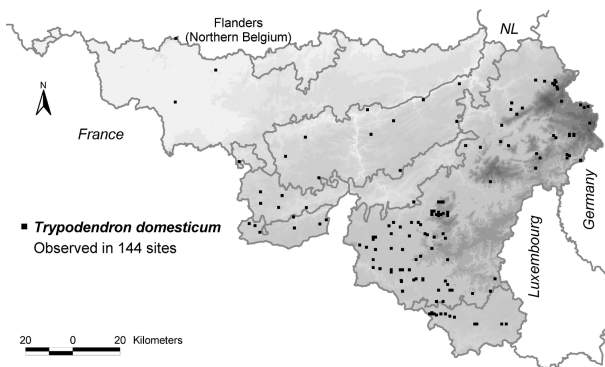 Flanders
(Northern Belgium)
NL
N
France
Trypodendron domesticum
Observed in 144 sites
Luxembourg
Germany
20 0 20 Kilometers